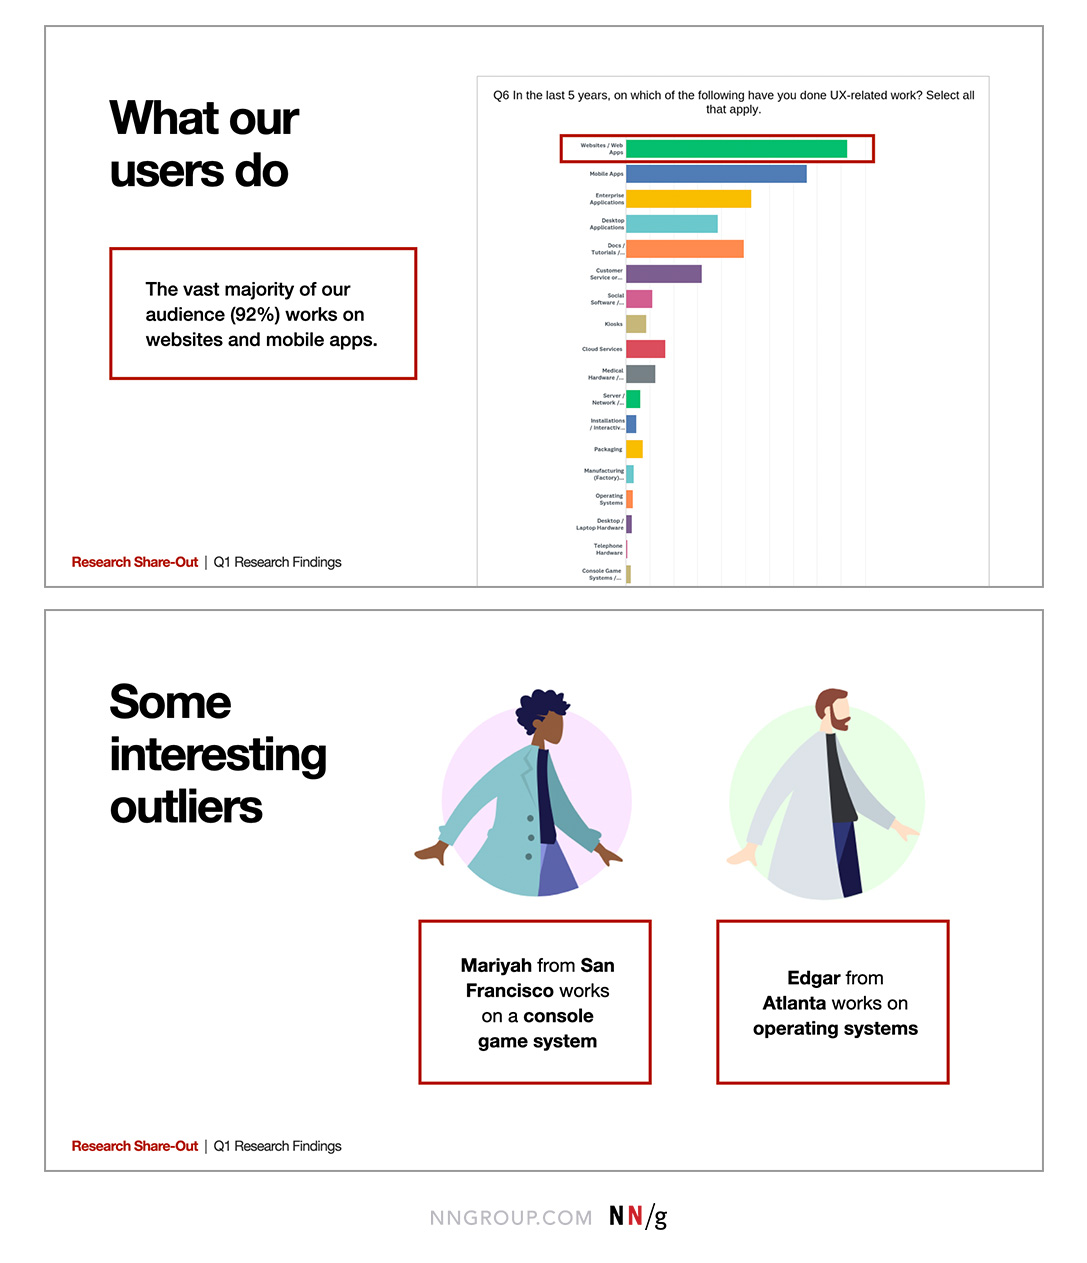 What our
users do
The vast majority of our
audience (92%) works on
websites and mobile apps.
Q6 In the last 5 years, on which of the following have you done UX-related work? Select all
that apply.
Websites / Web
Apps
Mobile Apps
Enterprise
Applications
Desktop
Applications
Docs /
Tutorials /...
Customer
Service or...
Social
Software /...
Kiosks
Cloud Services
Medical
Hardware /...
Server /
Network /...
Installations
/ Interactiv...
Packaging
Manufacturing
(Factory)...
Operating
Systems
Desktop /
Laptop Hardware
Telephone
Hardware
Console Game
Systems /...
Research Share-Out | Q1 Research Findings
Some
interesting
outliers
Mariyah from San
Francisco works
on a console
game system
Edgar from
Atlanta works on
operating systems
Research Share-Out | Q1 Research Findings
NNGROUP.COM NN/g